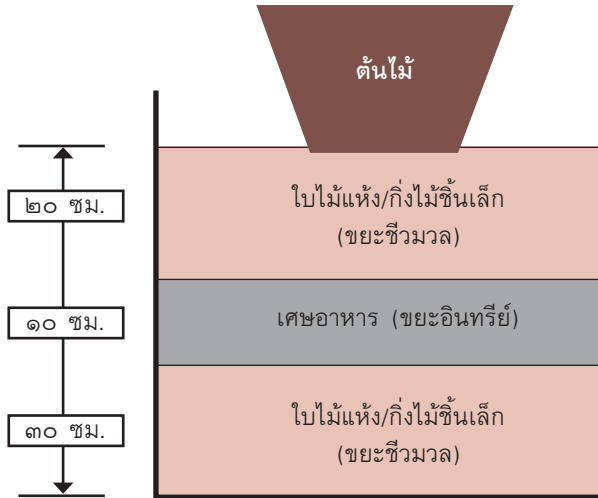 ต้นไม้
๒๐ ซม.
ใบไม้แห้ง/กิ่งไม้ชิ้นเล็ก
(ขยะชีวมวล)
๑๐ ซม.
เศษอาหาร (ขยะอินทรีย์)
๓๐ ซม.
ใบไม้แห้ง/กิ่งไม้ชิ้นเล็ก
(ขยะชีวมวล)